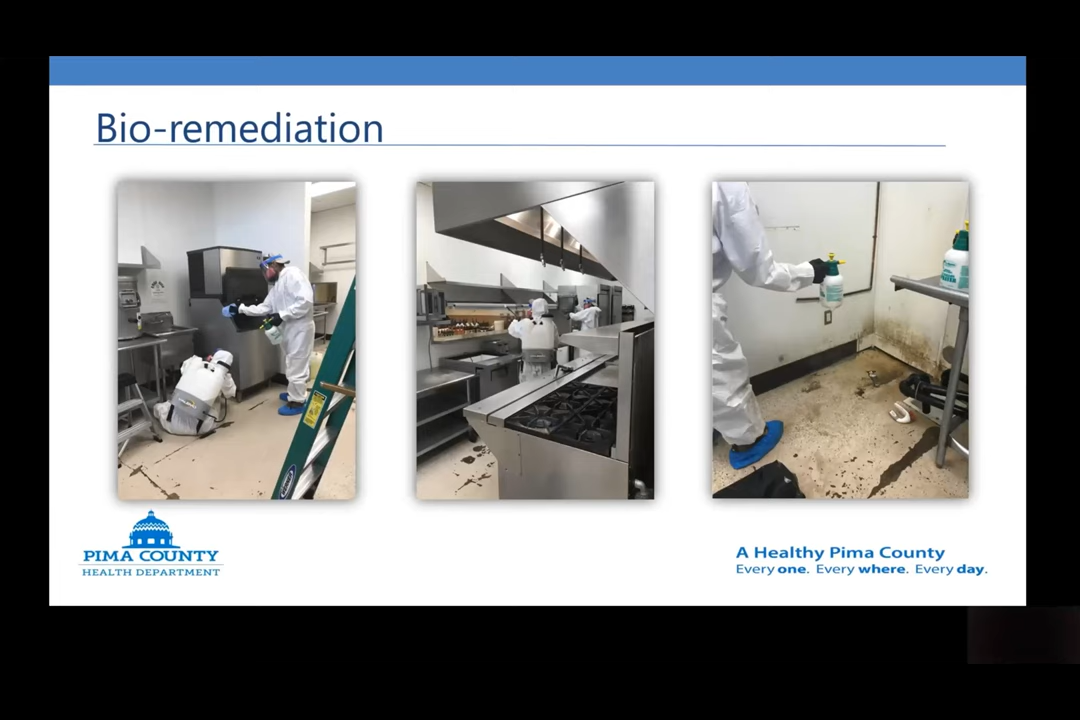 Bio-remediation
PIMA COUNTY
HEALTH DEPARTMENT
A Healthy Pima County
Every one. Every where. Every day.